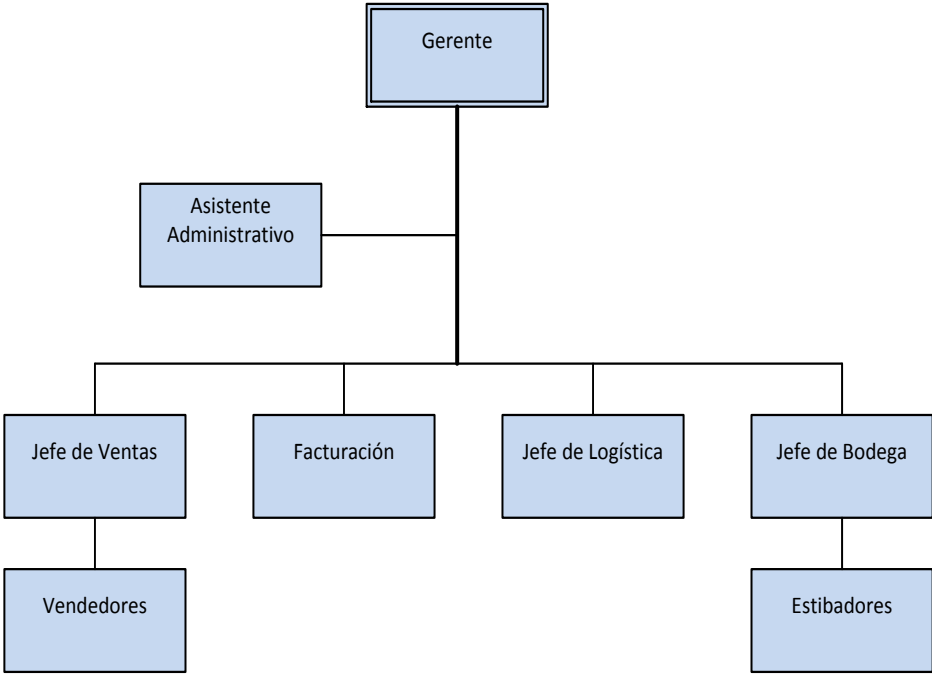 Gerente
Asistente
Administrativo
Jefe de Ventas
Facturación
Jefe de Logística
Jefe de Bodega
Vendedores
Estibadores